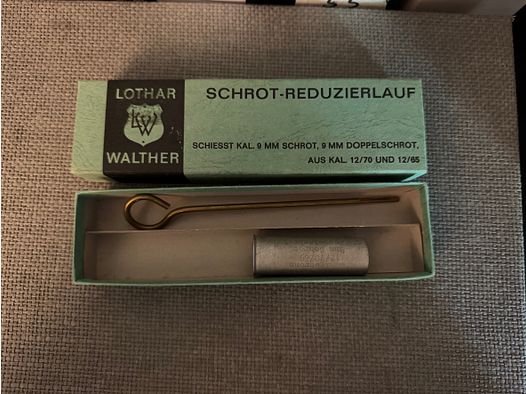 LOTHAR
LW
WALTHER
SCHROT-REDUZIERLAUF
SCHIESST KAL. 9 MM SCHROT, 9 MM DOPPELSCHROT,
AUS KAL. 12/70 UND 12/65